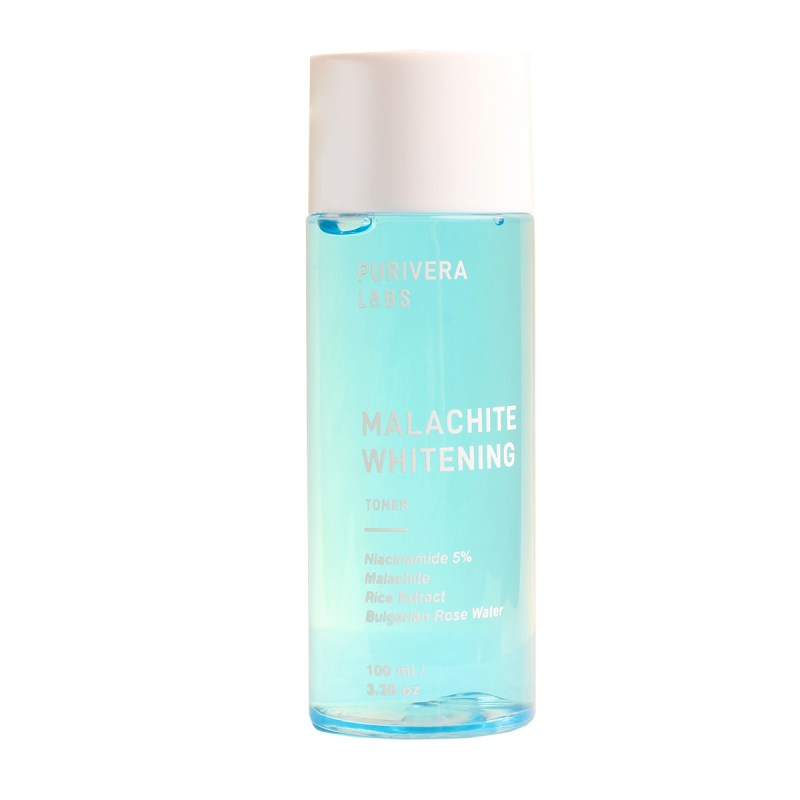 PURIVERA
LABS
MALACHITE
WHITENING
TONER
Niacinamide 5%
Malachite
Rice Extract
Bulgarian Rose Water
100 ml /
3.38 oz